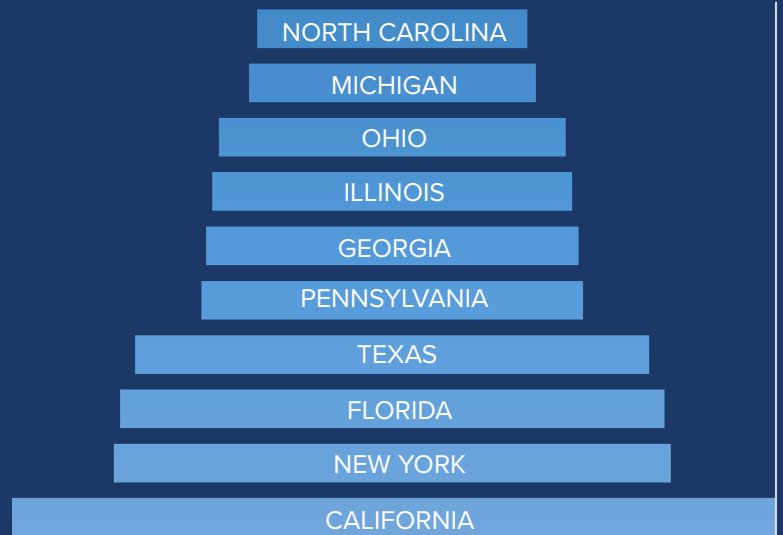 NORTH CAROLINA
MICHIGAN
OHIO
ILLINOIS
GEORGIA
PENNSYLVANIA
TEXAS
FLORIDA
NEW YORK
CALIFORNIA